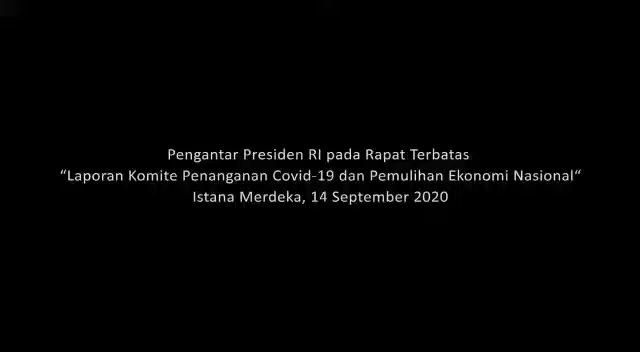 Pengantar Presiden RI pada Rapat Terbatas
“Laporan Komite Penanganan Covid-19 dan Pemulihan Ekonomi Nasional“
Istana Merdeka, 14 September 2020